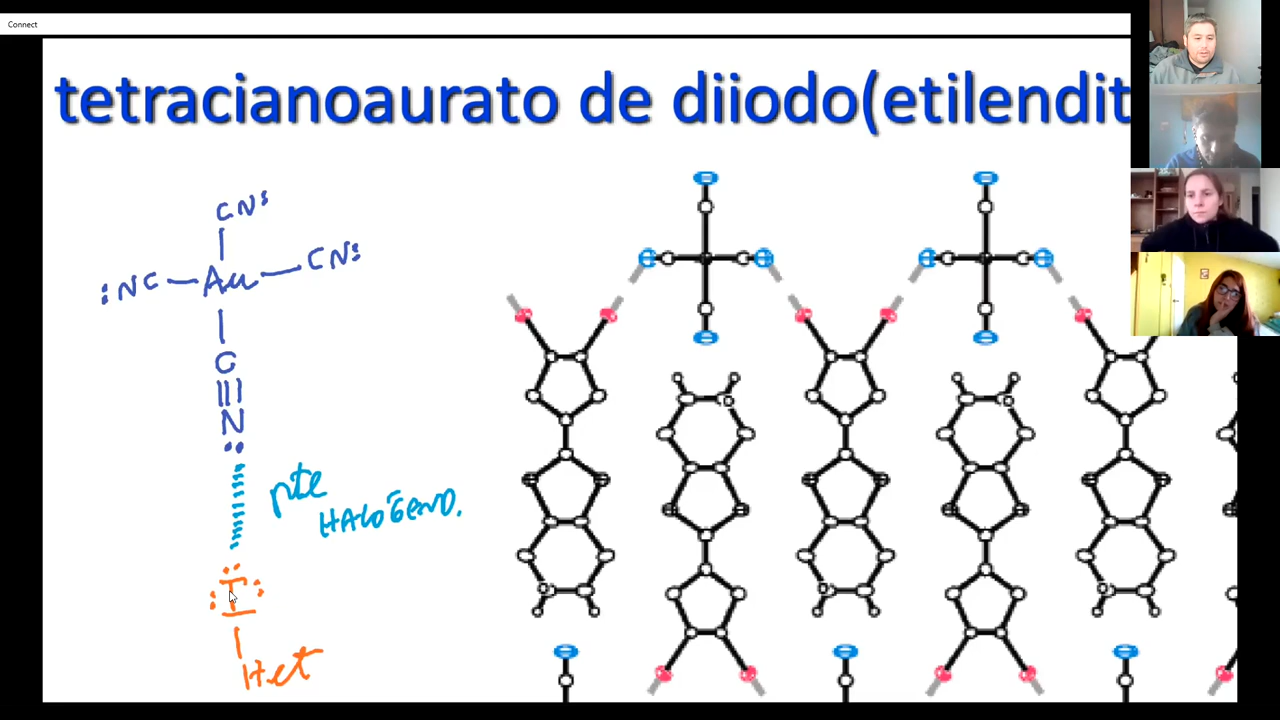 Connect
tetracianoaurato de diiodo(etilendit
CN:
:NC — Au — CN:
C
N
pte
HALÓGENO.
I
Het